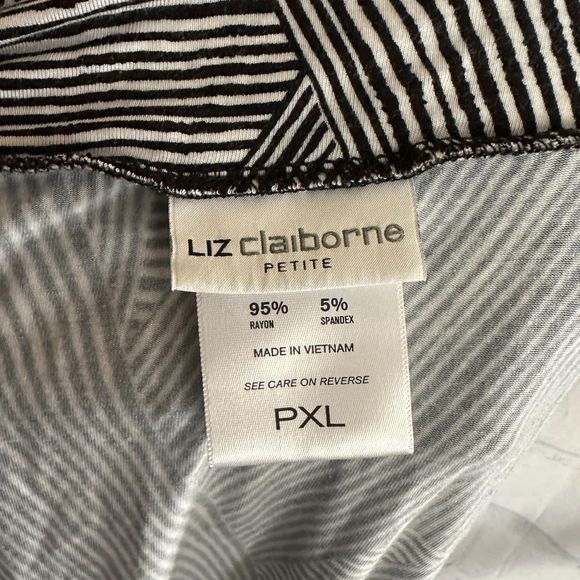 LIZ claiborne
PETITE
95% 5%
RAYON SPANDEX
MADE IN VIETNAM
SEE CARE ON REVERSE
PXL